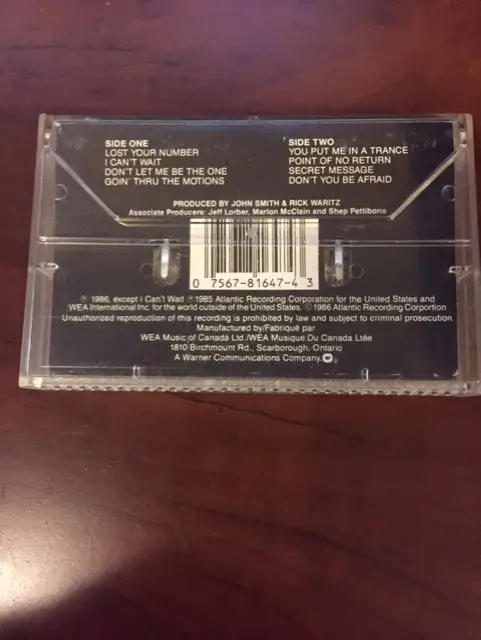 SIDE ONE
LOST YOUR NUMBER
I CAN'T WAIT
DON'T LET ME BE THE ONE
GOIN' THRU THE MOTIONS
SIDE TWO
YOU PUT ME IN A TRANCE
POINT OF NO RETURN
SECRET MESSAGE
DON'T YOU BE AFRAID
PRODUCED BY JOHN SMITH & RICK WARITZ
Associate Producers: Jeff Lorber, Marlon McClain and Shep Pettibone
0 75678-81647-4 3
℗ 1986, except I Can't Wait ℗ 1985 Atlantic Recording Corporation for the United States and
WEA International Inc. for the world outside of the United States. © 1986 Atlantic Recording Corportion
Unauthorized reproduction of this recording is prohibited by law and subject to criminal prosecution.
Manufactured by/Fabriqué par
WEA Music of Canada Ltd./WEA Musique Du Canada Ltée
1810 Birchmount Rd., Scarborough, Ontario
A Warner Communications Company.